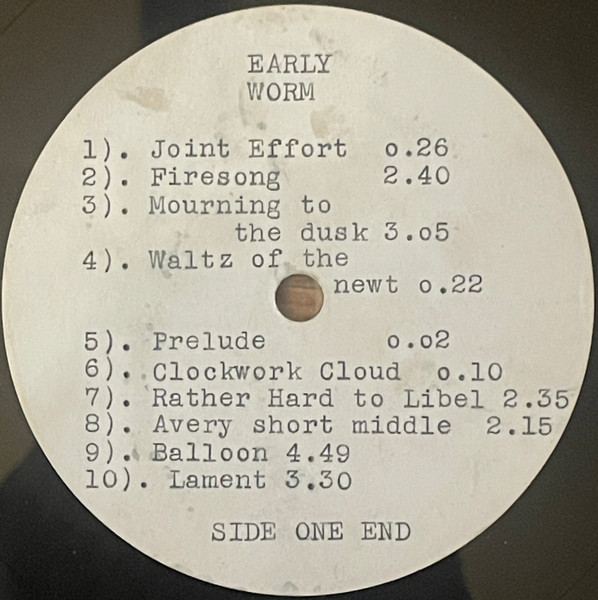 EARLY
WORM
1). Joint Effort o.26
2). Firesong 2.40
3). Mourning to
the dusk 3.o5
4). Waltz of the
newt o.22
5). Prelude o.o2
6). Clockwork Cloud o.10
7). Rather Hard to Libel 2.35
8). Avery short middle 2.15
9). Balloon 4.49
10). Lament 3.30
SIDE ONE END